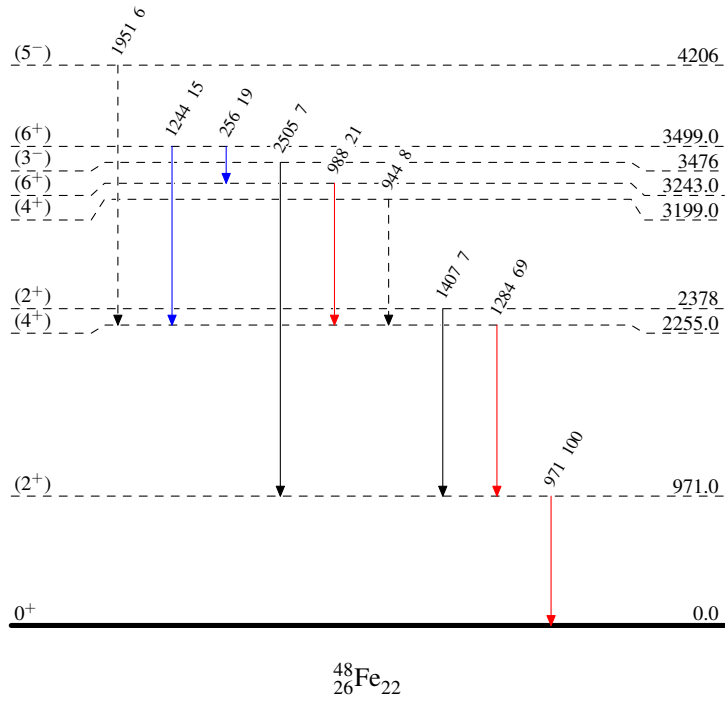 (5⁻) 1951 6 4206
(6⁺) 1244 15 256 19 3499.0
(3⁻) 2505 7 3476
(6⁺) 988 21 3243.0
(4⁺) 944 8 3199.0
(2⁺) 1407 7 2378
(4⁺) 1284 69 2255.0
(2⁺) 971 100 971.0
0⁺ 0.0
⁴⁸₂₆Fe₂₂